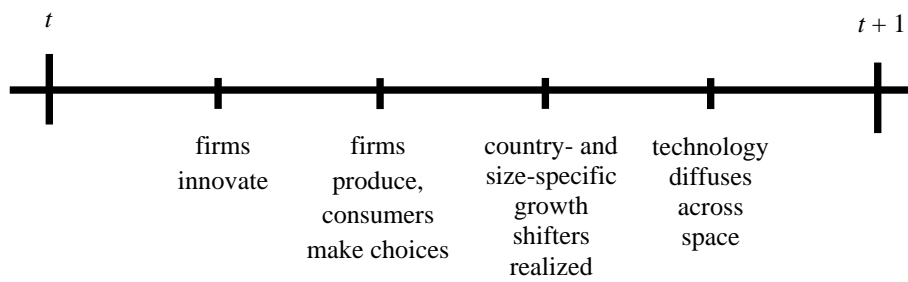 t
t + 1
firms
innovate
firms
produce,
consumers
make choices
country- and
size-specific
growth
shifters
realized
technology
diffuses
across
space